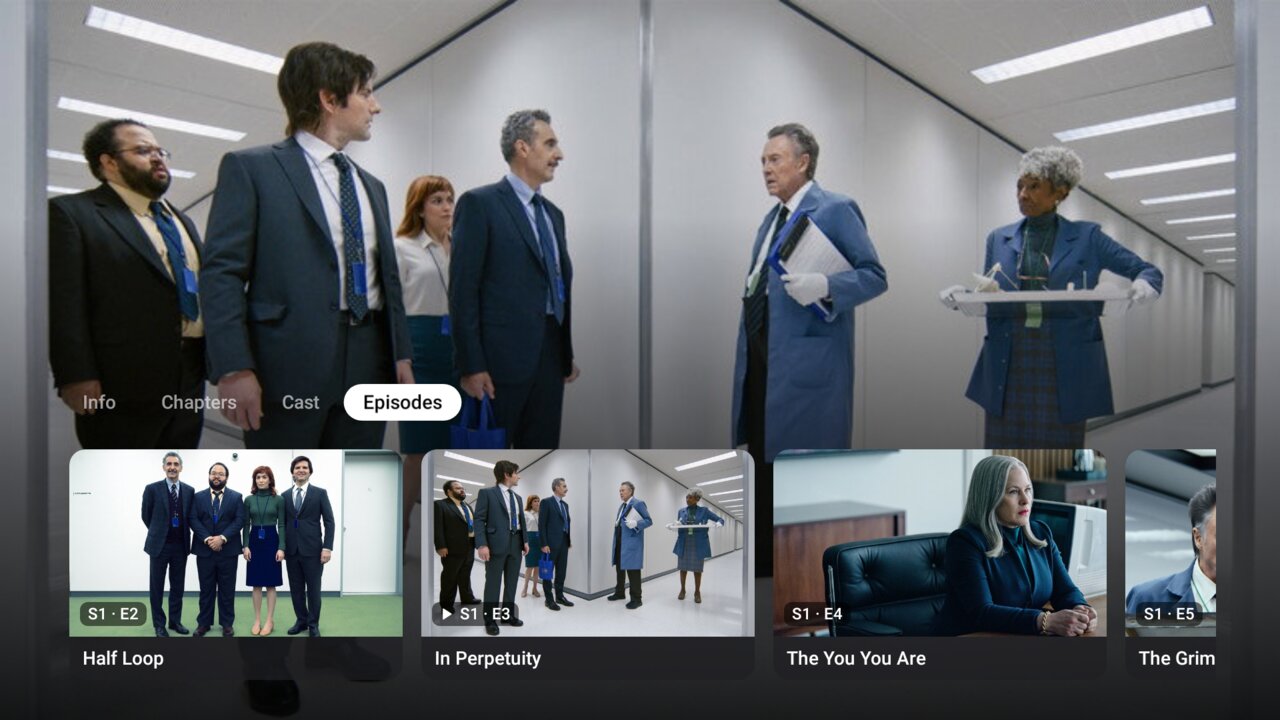 Info
Chapters
Cast
Episodes
S1 · E2
S1 · E3
S1 · E4
S1 · E5
Half Loop
In Perpetuity
The You You Are
The Grim